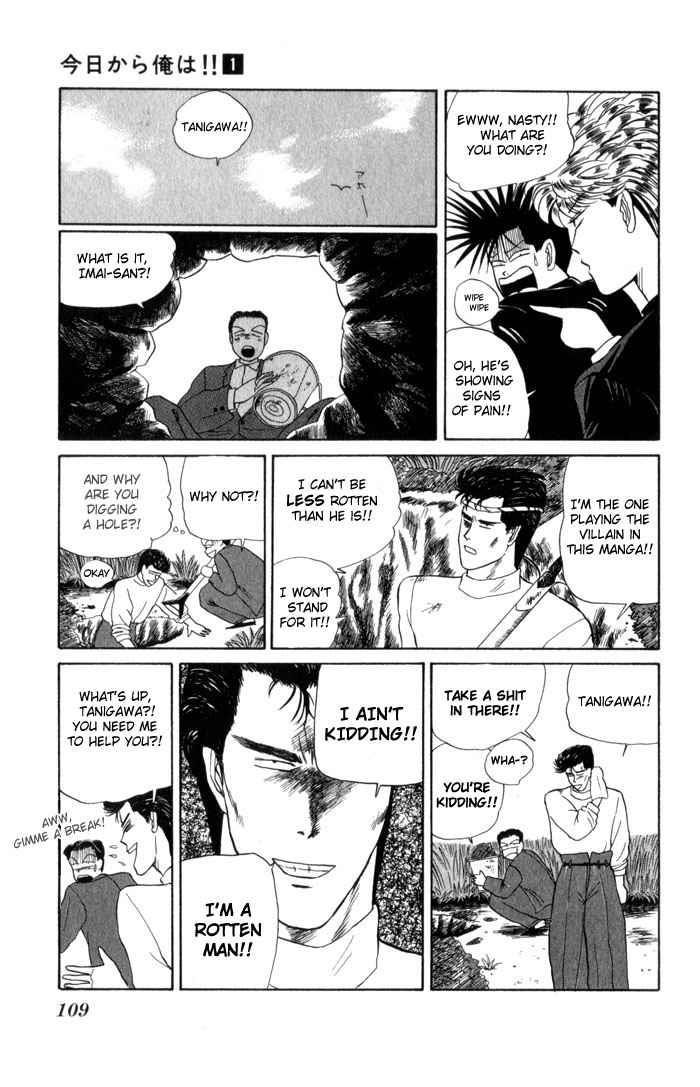 今日から俺は!! 1
EWWW, NASTY!!
WHAT ARE
YOU DOING?!
WIPE
WIPE
OH, HE'S
SHOWING
SIGNS
OF PAIN!!
TANIGAWA!!
アホー
WHAT IS IT,
IMAI-SAN?!
I'M THE ONE
PLAYING THE
VILLAIN IN
THIS MANGA!!
I CAN'T BE
LESS ROTTEN
THAN HE IS!!
I WON'T
STAND
FOR IT!!
WHY NOT?!
AND WHY
ARE YOU
DIGGING
A HOLE?!
OKAY
TANIGAWA!!
TAKE A SHIT
IN THERE!!
WHA-?
YOU'RE
KIDDING!!
I AIN'T
KIDDING!!
I'M A
ROTTEN
MAN!!
WHAT'S UP,
TANIGAWA?!
YOU NEED ME
TO HELP YOU?!
AWW,
GIMME A BREAK!
109